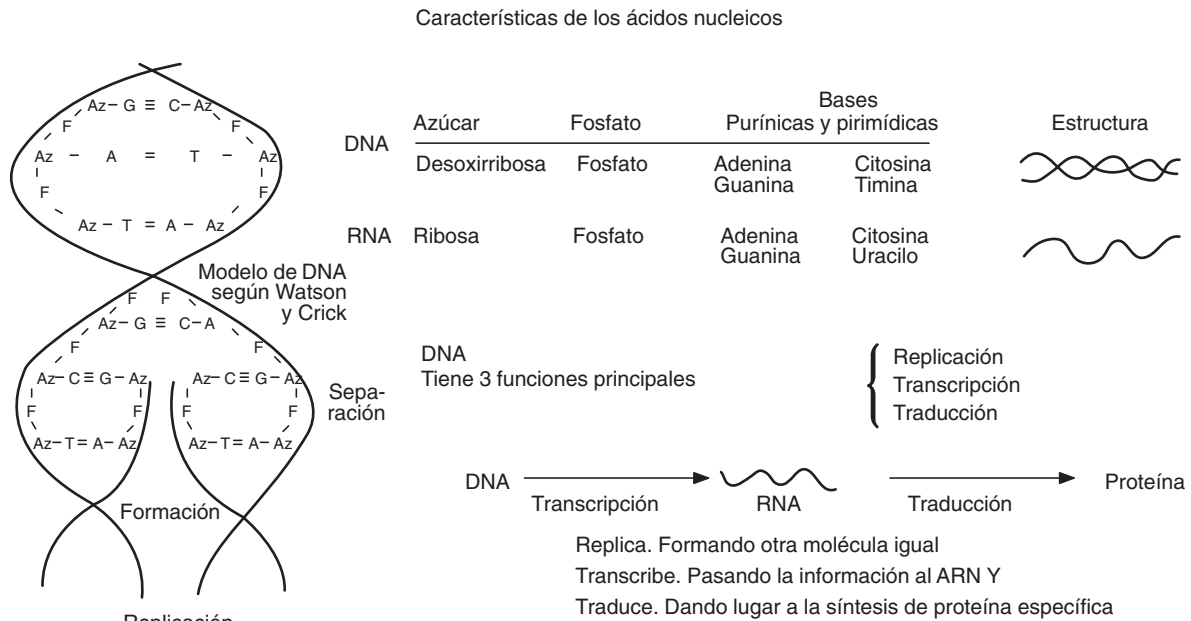 Características de los ácidos nucleicos
Az – G ≡ C – Az
F F
Az – A = T – Az
F F
Az – T = A – Az
Modelo de DNA
según Watson
y Crick
F F
Az – G ≡ C – A
F F
Az – C ≡ G – Az Az – C ≡ G – Az
F F F F
Az – T = A – Az Az – T = A – Az
Sepa-
ración
Formación
Replicación
Bases
Azúcar Fosfato Purínicas y pirimídicas Estructura
DNA
Desoxirribosa Fosfato Adenina Citosina
Guanina Timina
RNA Ribosa Fosfato Adenina Citosina
Guanina Uracilo
DNA
Tiene 3 funciones principales
Replicación
Transcripción
Traducción
DNA Transcripción RNA Traducción Proteína
Replica. Formando otra molécula igual
Transcribe. Pasando la información al ARN Y
Traduce. Dando lugar a la síntesis de proteína específica